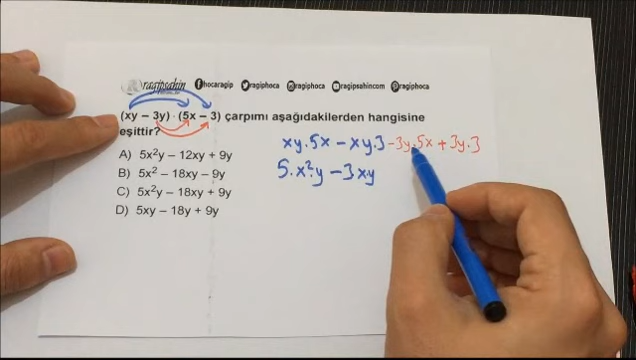 ragipsahin hocaragip ragiphoca ragiphoca ragipsahincom ragiphoca
(xy – 3y) · (5x – 3) çarpımı aşağıdakilerden hangisine
eşittir?
xy.5x – xy.3 – 3y.5x + 3y.3
5.x²y – 3xy
A) 5x²y – 12xy + 9y
B) 5x² – 18xy – 9y
C) 5x²y – 18xy + 9y
D) 5xy – 18y + 9y